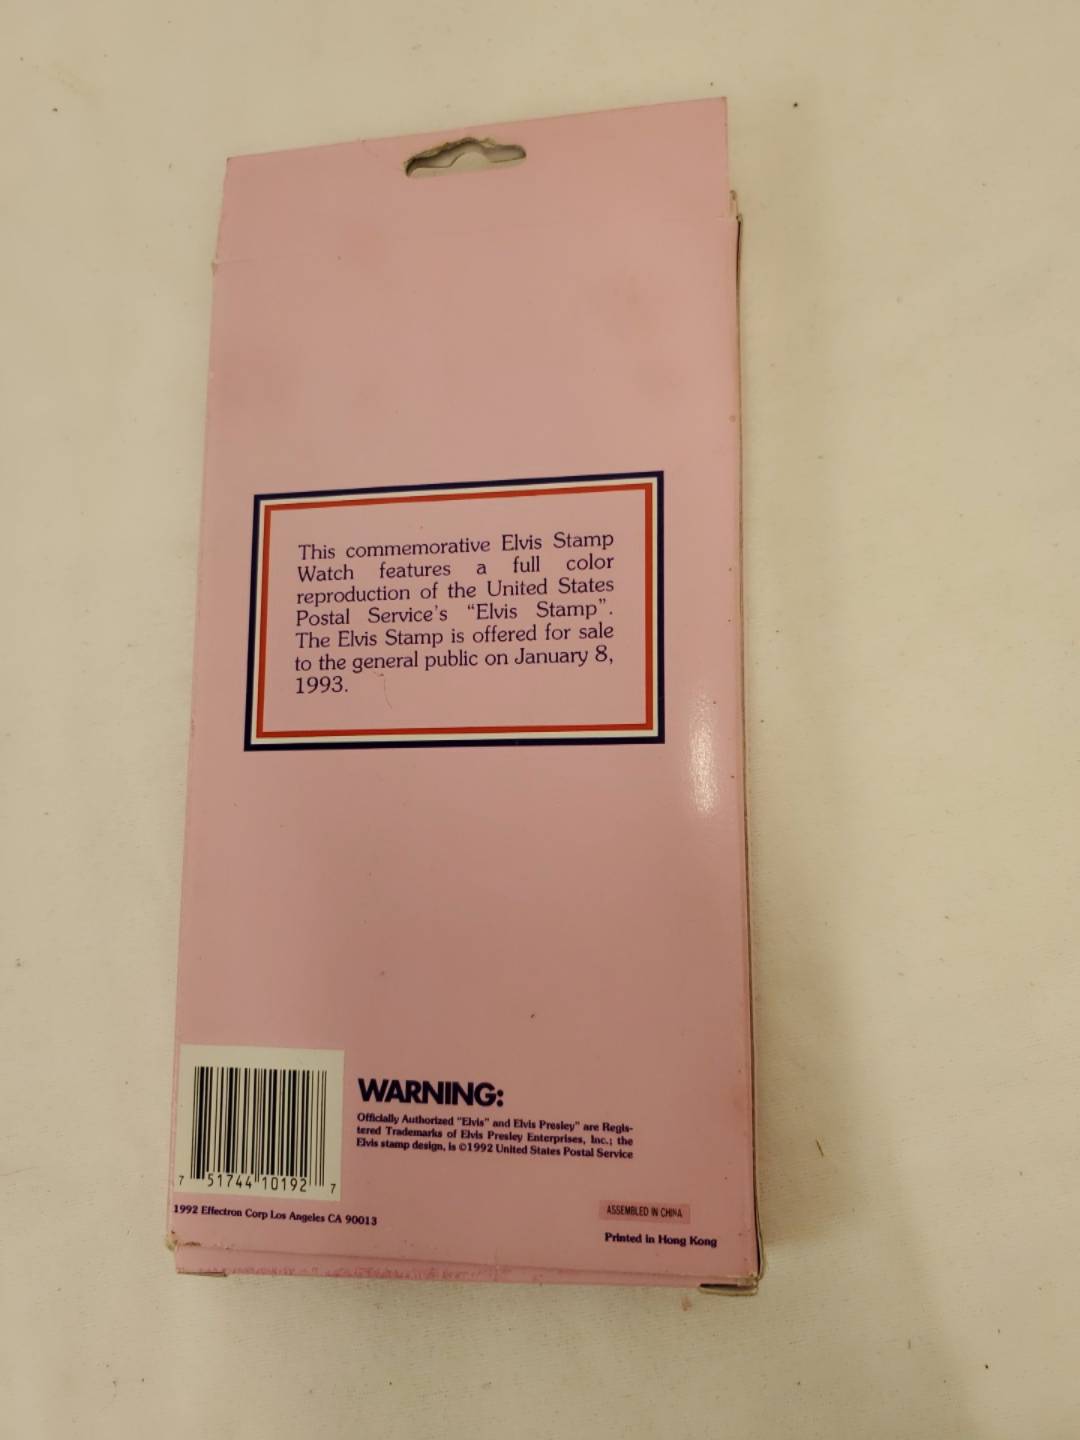 This commemorative Elvis Stamp
Watch features a full color
reproduction of the United States
Postal Service's “Elvis Stamp”.
The Elvis Stamp is offered for sale
to the general public on January 8,
1993.
WARNING:
Officially Authorized "Elvis" and Elvis Presley" are Regis-
tered Trademarks of Elvis Presley Enterprises, Inc.; the
Elvis stamp design, is ©1992 United States Postal Service
7 51744 10192 7
1992 Effectron Corp Los Angeles CA 90013
ASSEMBLED IN CHINA
Printed in Hong Kong